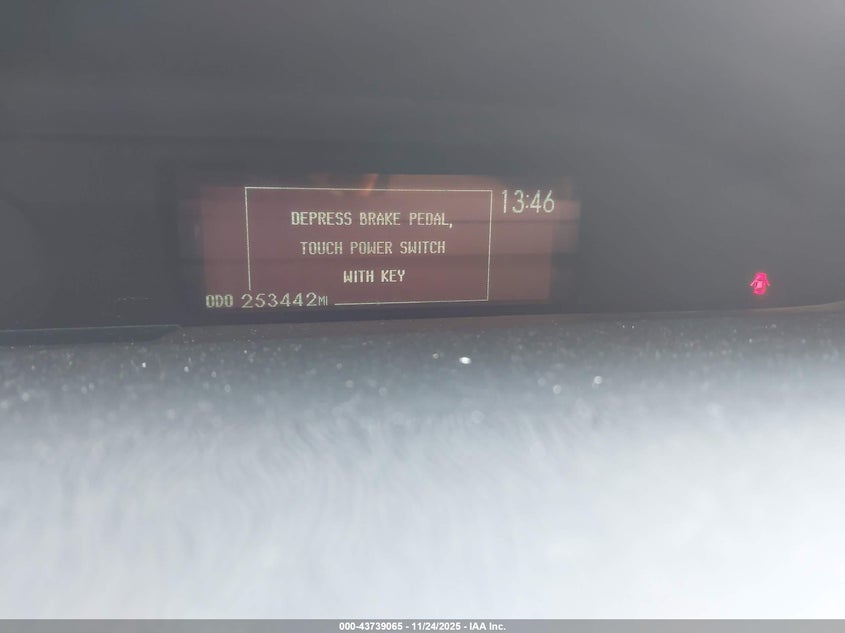 13:46
DEPRESS BRAKE PEDAL,
TOUCH POWER SWITCH
WITH KEY
ODO 253442MI
000-43739065 - 11/24/2025 - IAA Inc.